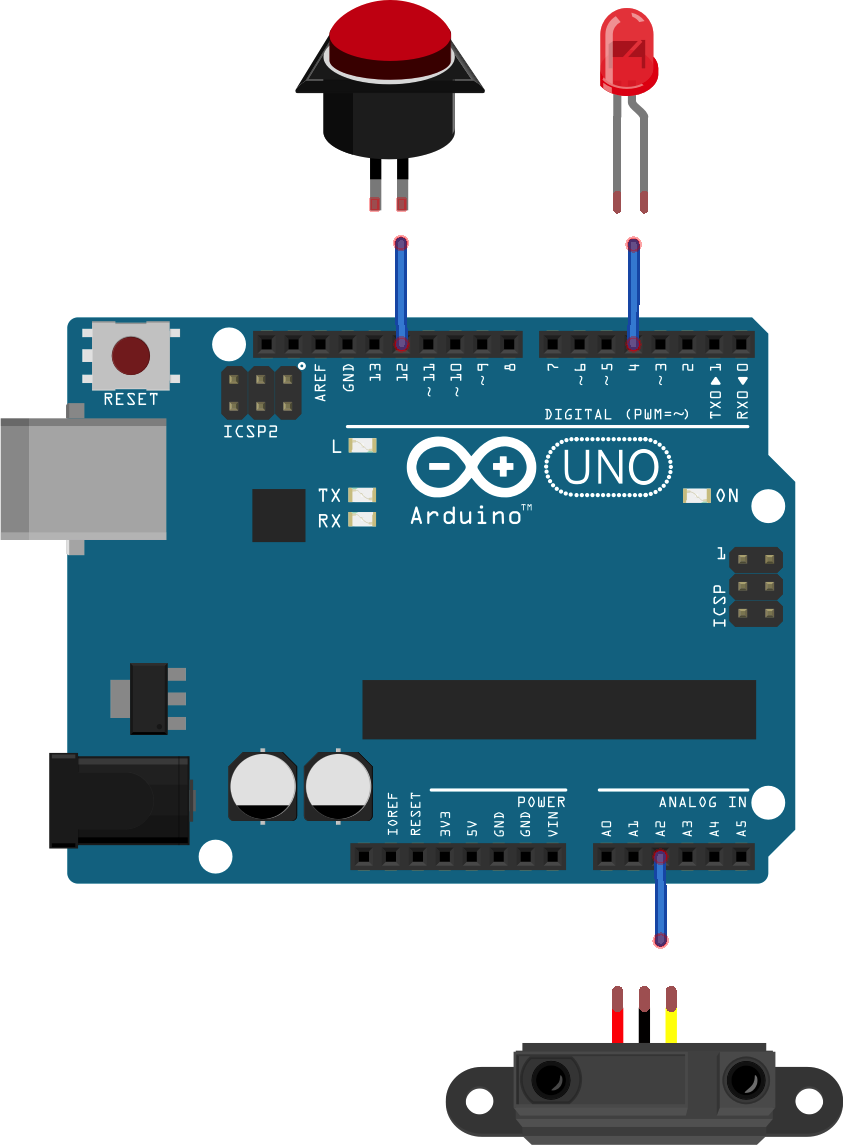 RESET
ICSP2
AREF
GND
13
12
~11
~10
~9
8
7
~6
~5
4
~3
2
TXD▲1
RXD▼0
DIGITAL (PWM=~)
L
TX
RX
UNO
Arduino™
ON
1
ICSP
IOREF
RESET
3V3
5V
GND
GND
VIN
POWER
A0
A1
A2
A3
A4
A5
ANALOG IN